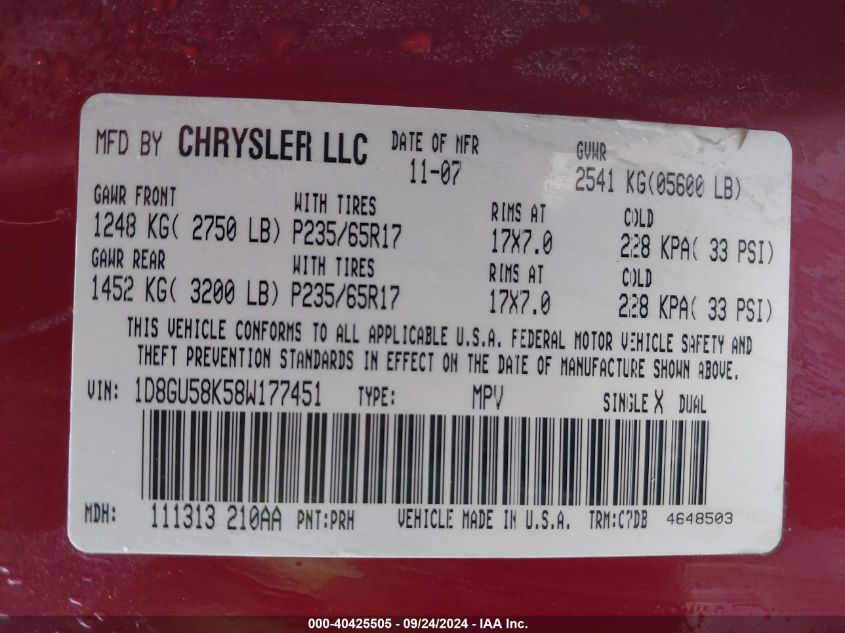 MFD BY CHRYSLER LLC DATE OF MFR GVWR
11-07 2541 KG(05600 LB)
GAWR FRONT WITH TIRES RIMS AT COLD
1248 KG( 2750 LB) P235/65R17 17X7.0 228 KPA( 33 PSI)
GAWR REAR WITH TIRES RIMS AT COLD
1452 KG( 3200 LB) P235/65R17 17X7.0 228 KPA( 33 PSI)
THIS VEHICLE CONFORMS TO ALL APPLICABLE U.S.A. FEDERAL MOTOR VEHICLE SAFETY AND
THEFT PREVENTION STANDARDS IN EFFECT ON THE DATE OF MANUFACTURE SHOWN ABOVE.
VIN: 1D8GU58K58W177451 TYPE: MPV SINGLE X DUAL
MDH: 111313 210AA PNT:PRH VEHICLE MADE IN U.S.A. TRM:C7DB 4648503
000-40425505 - 09/24/2024 - IAA Inc.